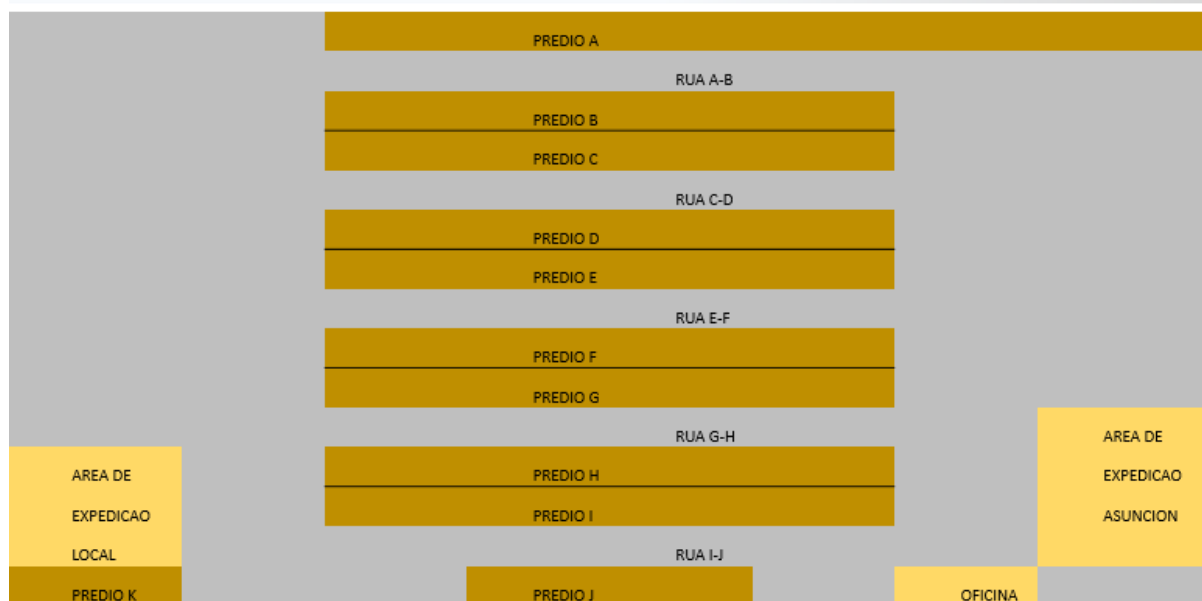 PREDIO A
RUA A-B
PREDIO B
PREDIO C
RUA C-D
PREDIO D
PREDIO E
RUA E-F
PREDIO F
PREDIO G
RUA G-H
PREDIO H
PREDIO I
RUA I-J
PREDIO J
AREA DE
EXPEDICAO
LOCAL
PREDIO K
AREA DE
EXPEDICAO
ASUNCION
OFICINA